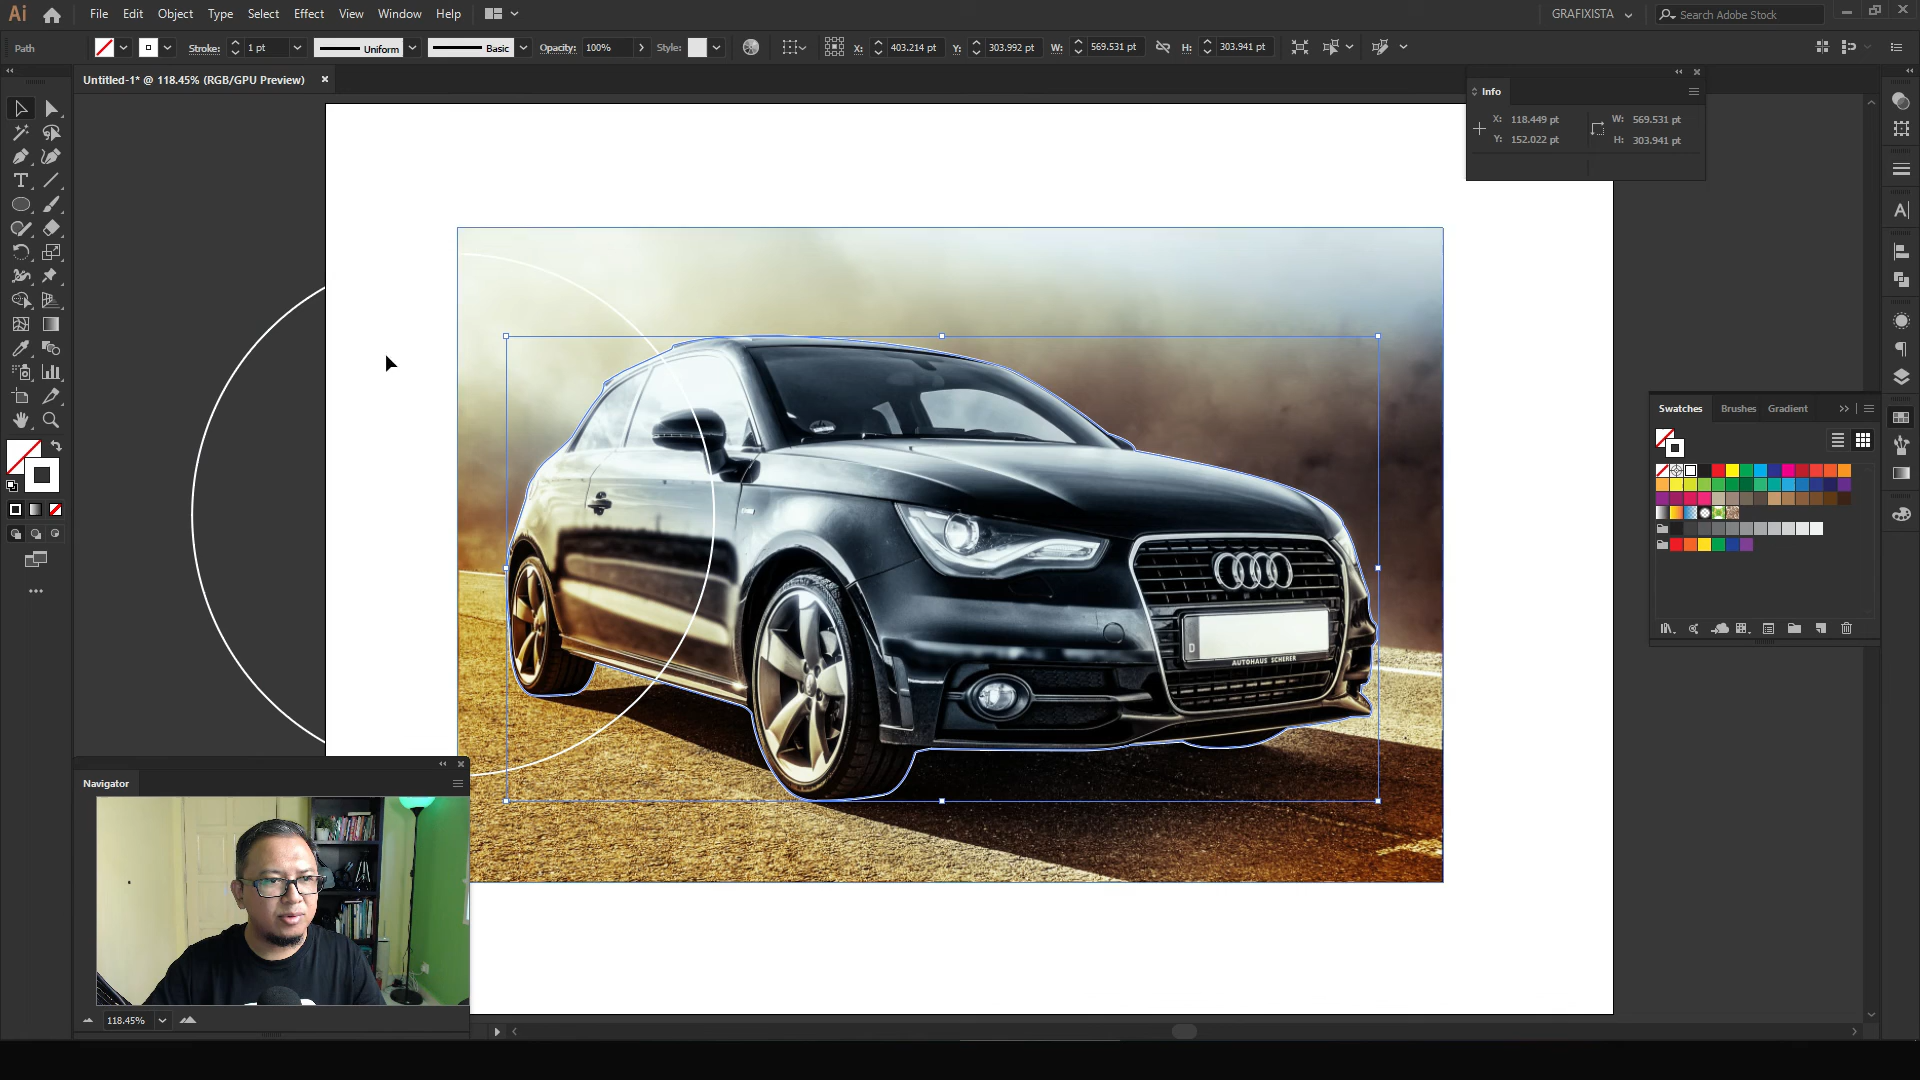 Ai File Edit Object Type Select Effect View Window Help GRAFIXISTA Search Adobe Stock
Path Stroke: 1 pt Uniform Basic Opacity: 100% Style: X: 403.214 pt Y: 303.992 pt W: 569.531 pt H: 303.941 pt
Untitled-1* @ 118.45% (RGB/GPU Preview)
Info
X: 118.449 pt W: 569.531 pt
Y: 152.022 pt H: 303.941 pt
Swatches Brushes Gradient
D
AUTOHAUS SCHERER
Navigator
118.45%